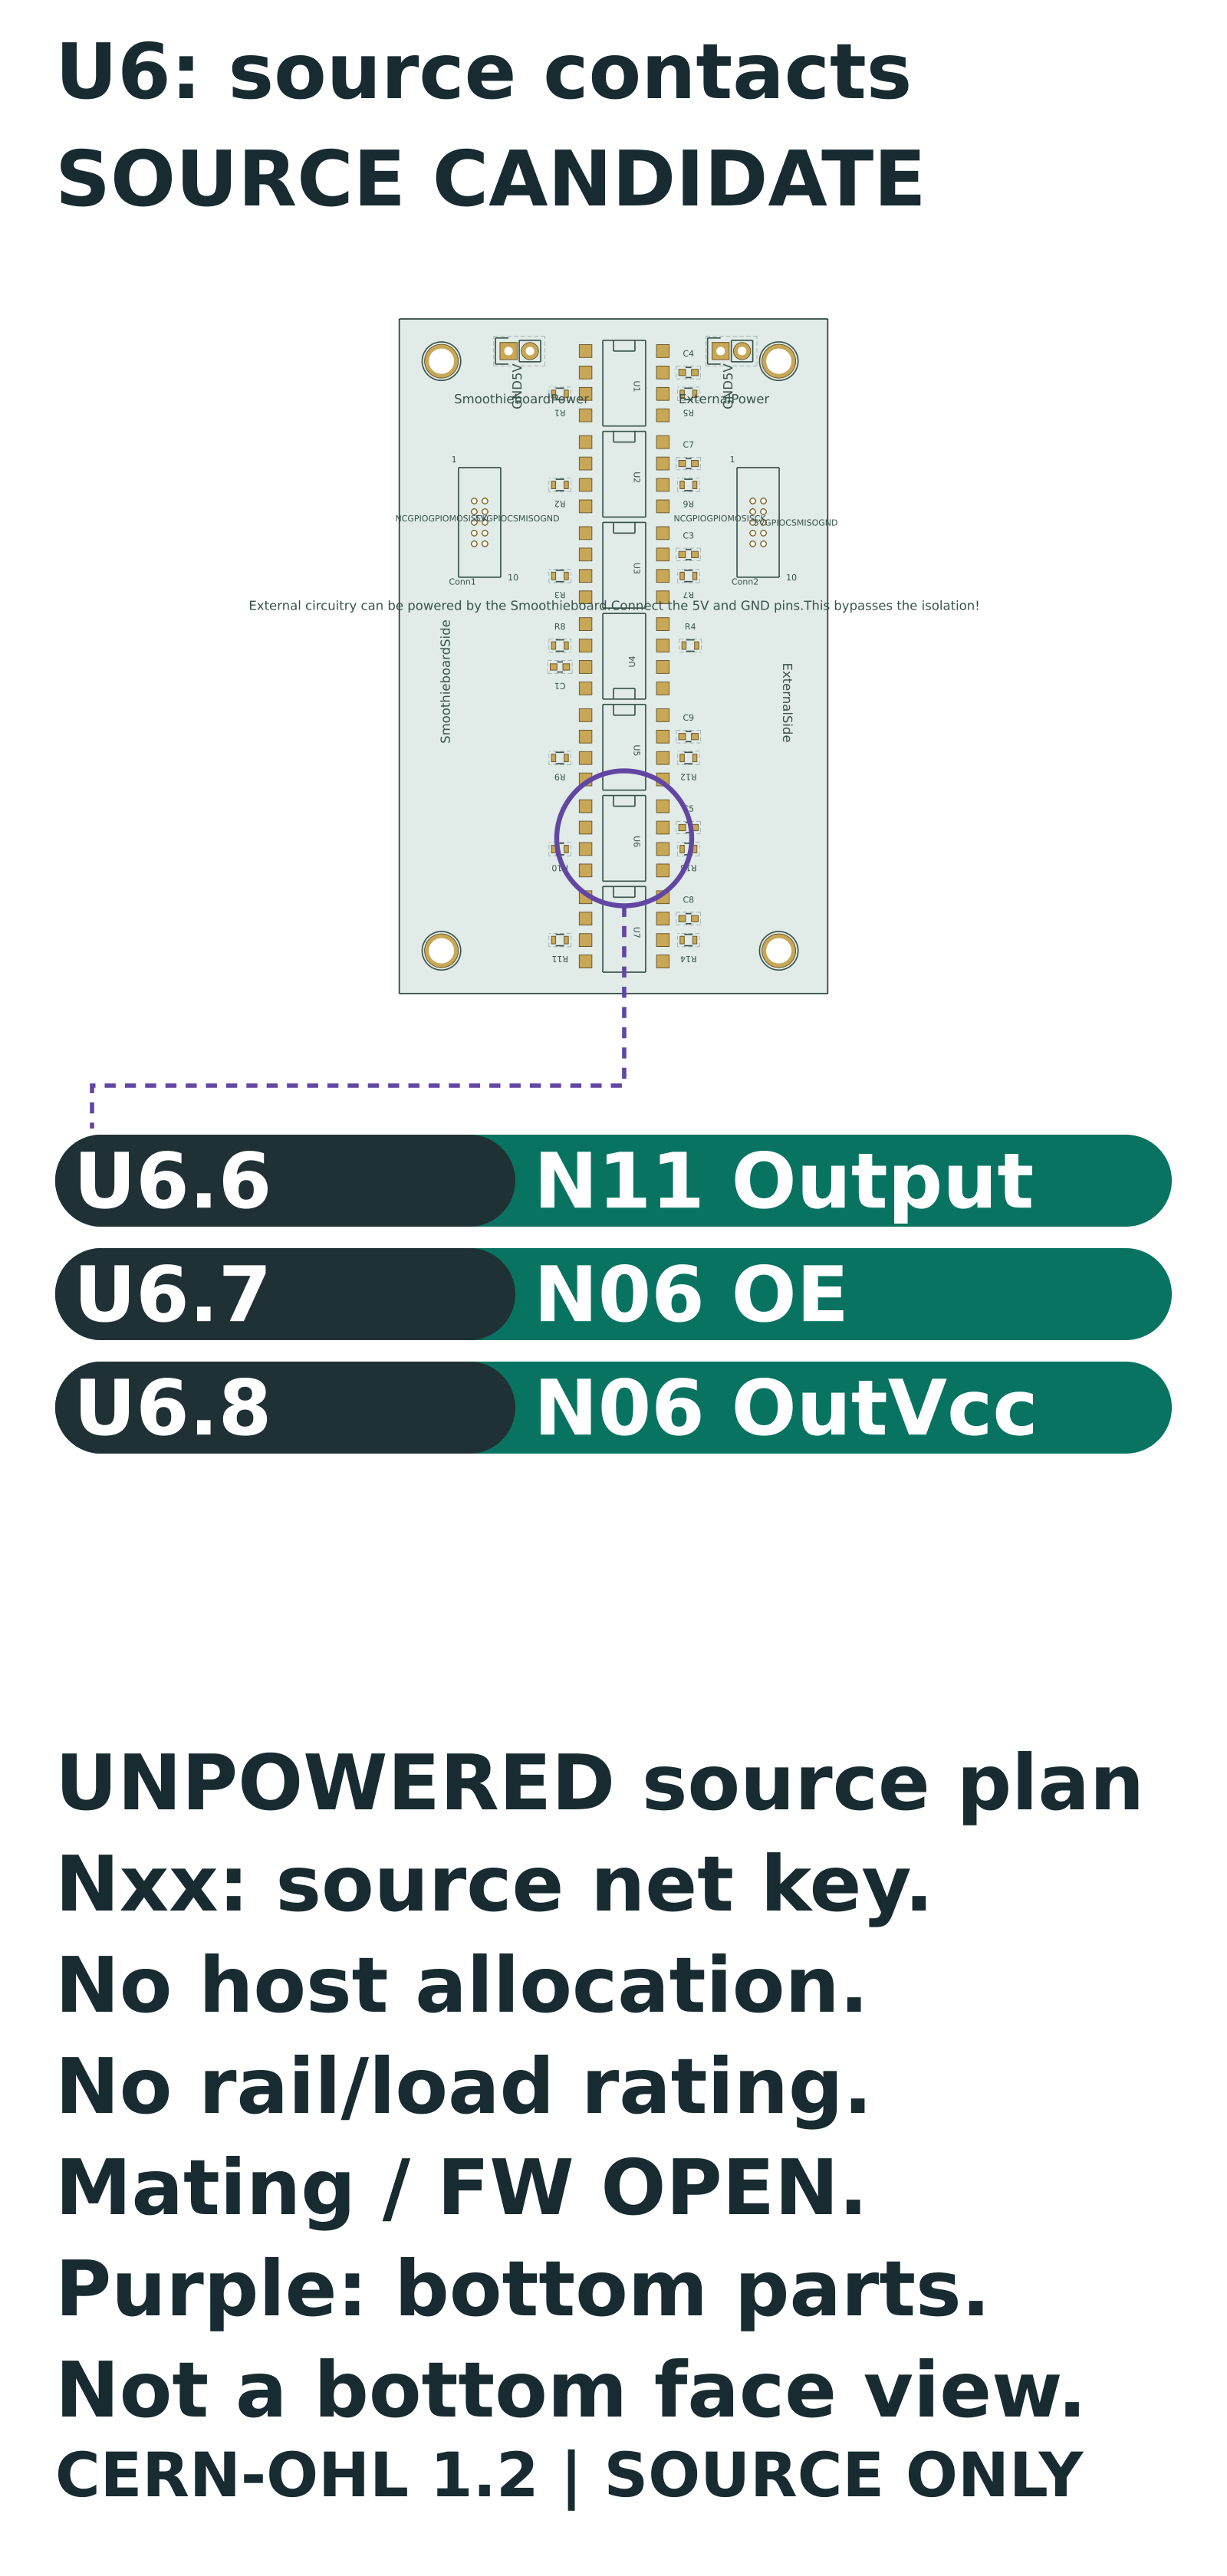 U6: source contacts
SOURCE CANDIDATE
GND5V
GND5V
C4
U1
SmoothieboardPower
ExternalPower
R1
R5
C7
1
1
U2
R2
R6
NCGPIOGPIOMOSISCK
5VGPIOCSMISOGND
NCGPIOGPIOMOSISCK
5VGPIOCSMISOGND
C3
U3
Conn1
10
R3
R7
Conn2
10
External circuitry can be powered by the Smoothieboard.Connect the 5V and GND pins.This bypasses the isolation!
R8
R4
SmoothieboardSide
U4
ExternalSide
C1
C9
U5
R9
R12
U6
R10
C8
U7
R11
R14
U6.6 N11 Output
U6.7 N06 OE
U6.8 N06 OutVcc
UNPOWERED source plan
Nxx: source net key.
No host allocation.
No rail/load rating.
Mating / FW OPEN.
Purple: bottom parts.
Not a bottom face view.
CERN-OHL 1.2 | SOURCE ONLY